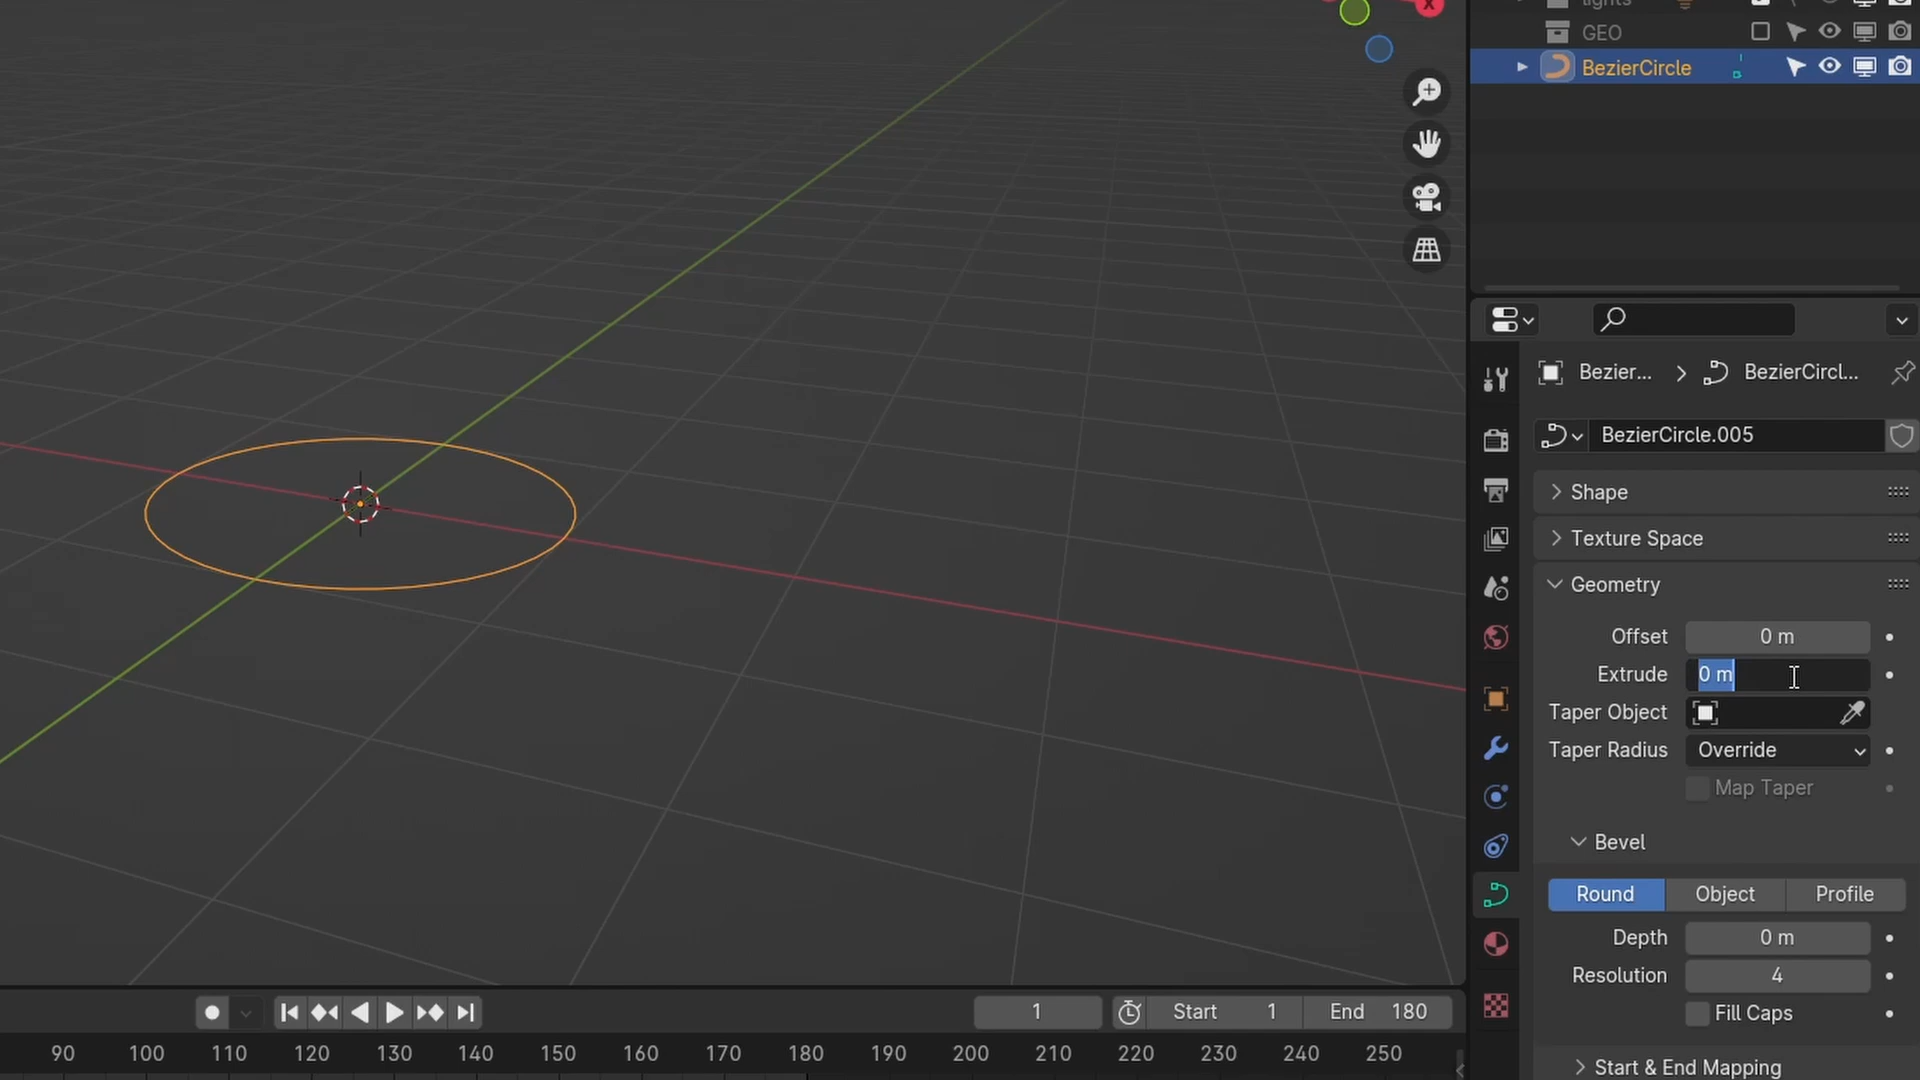 X
lights
GEO
BezierCircle
Bezier...
BezierCircl...
BezierCircle.005
Shape
Texture Space
Geometry
Offset 0 m
Extrude 0 m
Taper Object
Taper Radius Override
Map Taper
Bevel
Round Object Profile
Depth 0 m
Resolution 4
Fill Caps
Start & End Mapping
1 Start 1 End 180
90 100 110 120 130 140 150 160 170 180 190 200 210 220 230 240 250